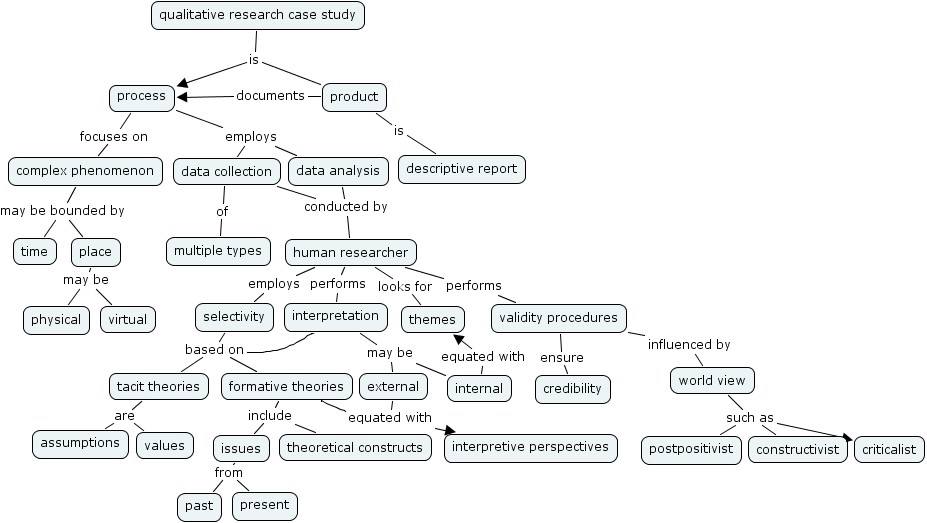 qualitative research case study
is
process
documents
product
focuses on
employs
is
complex phenomenon
data collection
data analysis
descriptive report
may be bounded by
of
conducted by
time
place
multiple types
human researcher
may be
employs
performs
looks for
performs
physical
virtual
selectivity
interpretation
themes
validity procedures
based on
may be
equated with
ensure
influenced by
tacit theories
formative theories
external
internal
credibility
world view
are
include
equated with
such as
assumptions
values
issues
theoretical constructs
interpretive perspectives
postpositivist
constructivist
criticalist
from
past
present